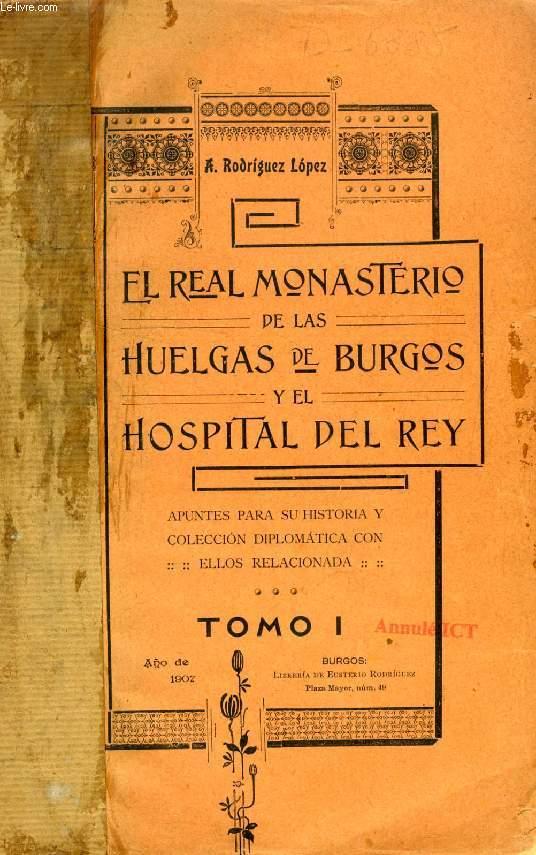 Le-livre.com
A. Rodríguez López
EL REAL MONASTERIO
DE LAS
HUELGAS DE BURGOS
Y EL
HOSPITAL DEL REY
APUNTES PARA SU HISTORIA Y
COLECCIÓN DIPLOMÁTICA CON
:: :: ELLOS RELACIONADA :: ::
TOMO I
Annulé ICT
Año de
1907
BURGOS:
LIBRERÍA DE EUSTERIO RODRÍGUEZ
Plaza Mayor, núm. 49